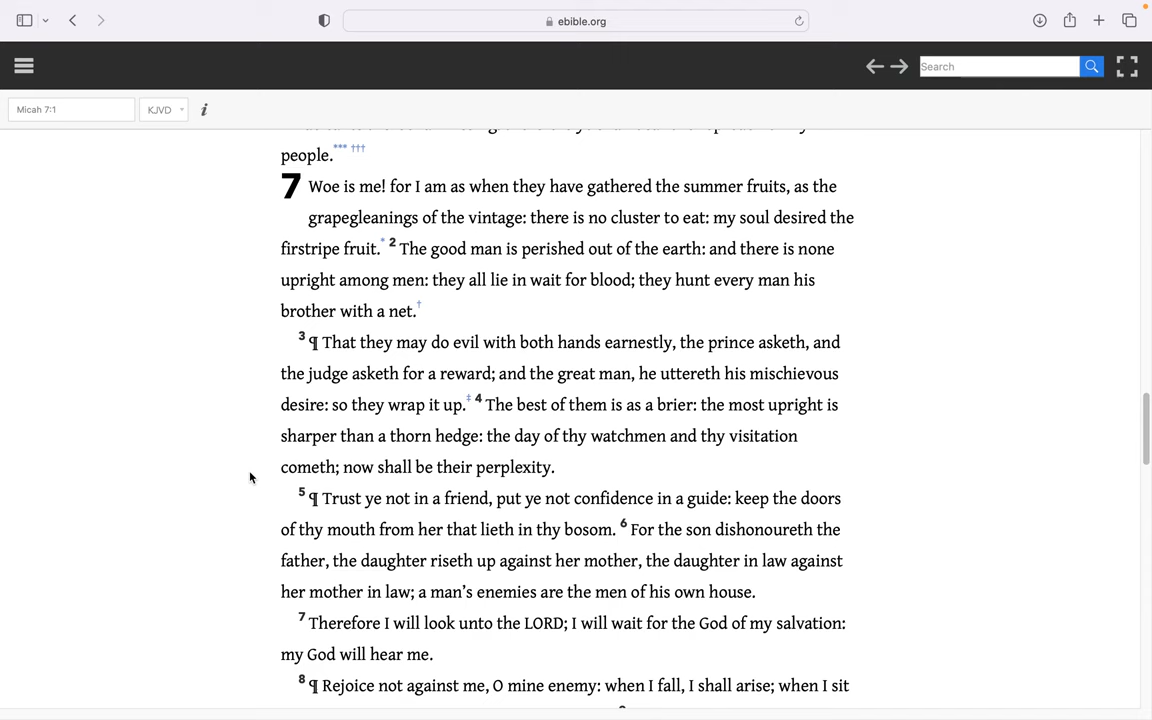 ebible.org
Search
Micah 7:1
KJVD
i
people.*** †††
7 Woe is me! for I am as when they have gathered the summer fruits, as the
grapegleanings of the vintage: there is no cluster to eat: my soul desired the
firstripe fruit.* 2 The good man is perished out of the earth: and there is none
upright among men: they all lie in wait for blood; they hunt every man his
brother with a net.†
3 ¶ That they may do evil with both hands earnestly, the prince asketh, and
the judge asketh for a reward; and the great man, he uttereth his mischievous
desire: so they wrap it up.‡ 4 The best of them is as a brier: the most upright is
sharper than a thorn hedge: the day of thy watchmen and thy visitation
cometh; now shall be their perplexity.
5 ¶ Trust ye not in a friend, put ye not confidence in a guide: keep the doors
of thy mouth from her that lieth in thy bosom. 6 For the son dishonoureth the
father, the daughter riseth up against her mother, the daughter in law against
her mother in law; a man’s enemies are the men of his own house.
7 Therefore I will look unto the LORD; I will wait for the God of my salvation:
my God will hear me.
8 ¶ Rejoice not against me, O mine enemy: when I fall, I shall arise; when I sit